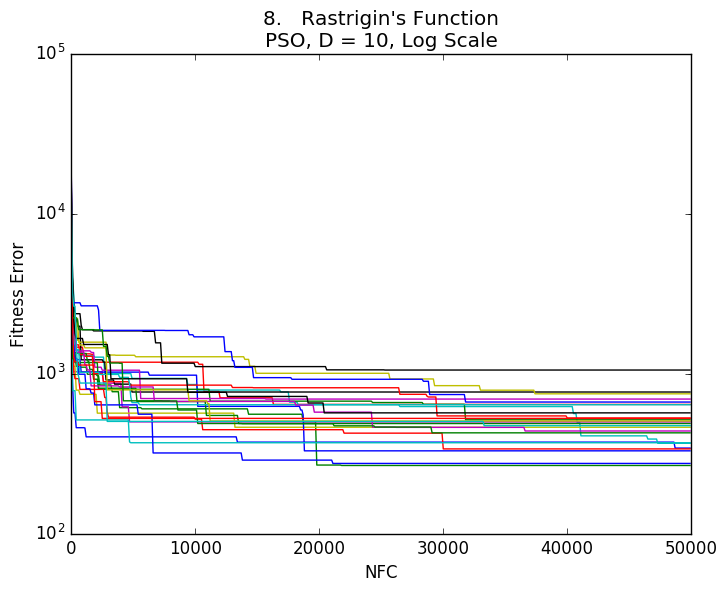 8.   Rastrigin's Function
PSO, D = 10, Log Scale
Fitness Error
10^5
10^4
10^3
10^2
0 10000 20000 30000 40000 50000
NFC